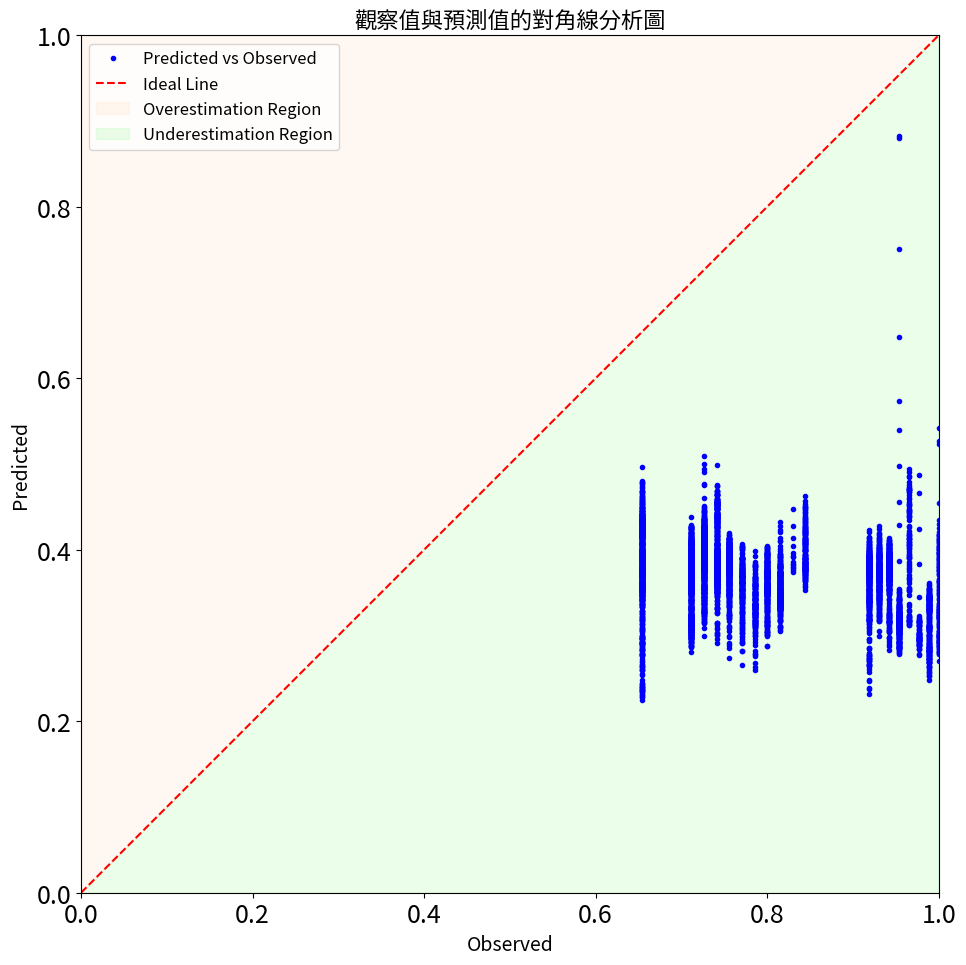 觀察值與預測值的對角線分析圖
Predicted vs Observed
Ideal Line
Overestimation Region
Underestimation Region
Predicted
1.0
0.8
0.6
0.4
0.2
0.0
0.0 0.2 0.4 0.6 0.8 1.0
Observed